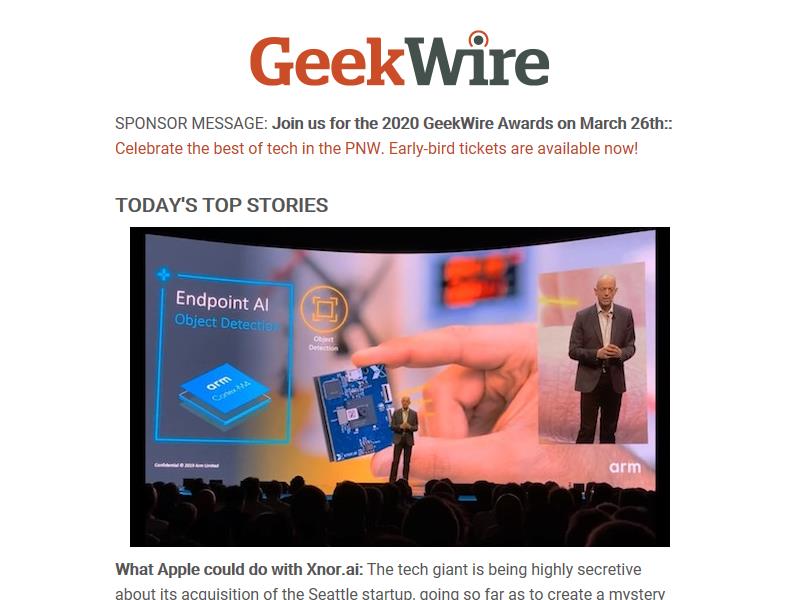 GeekWire
SPONSOR MESSAGE: Join us for the 2020 GeekWire Awards on March 26th::
Celebrate the best of tech in the PNW. Early-bird tickets are available now!
TODAY'S TOP STORIES
Endpoint AI
Object Detection
Object
Detection
arm
Cortex-M4
Confidential © 2019 Arm Limited
arm
What Apple could do with Xnor.ai: The tech giant is being highly secretive
about its acquisition of the Seattle startup, going so far as to create a mystery